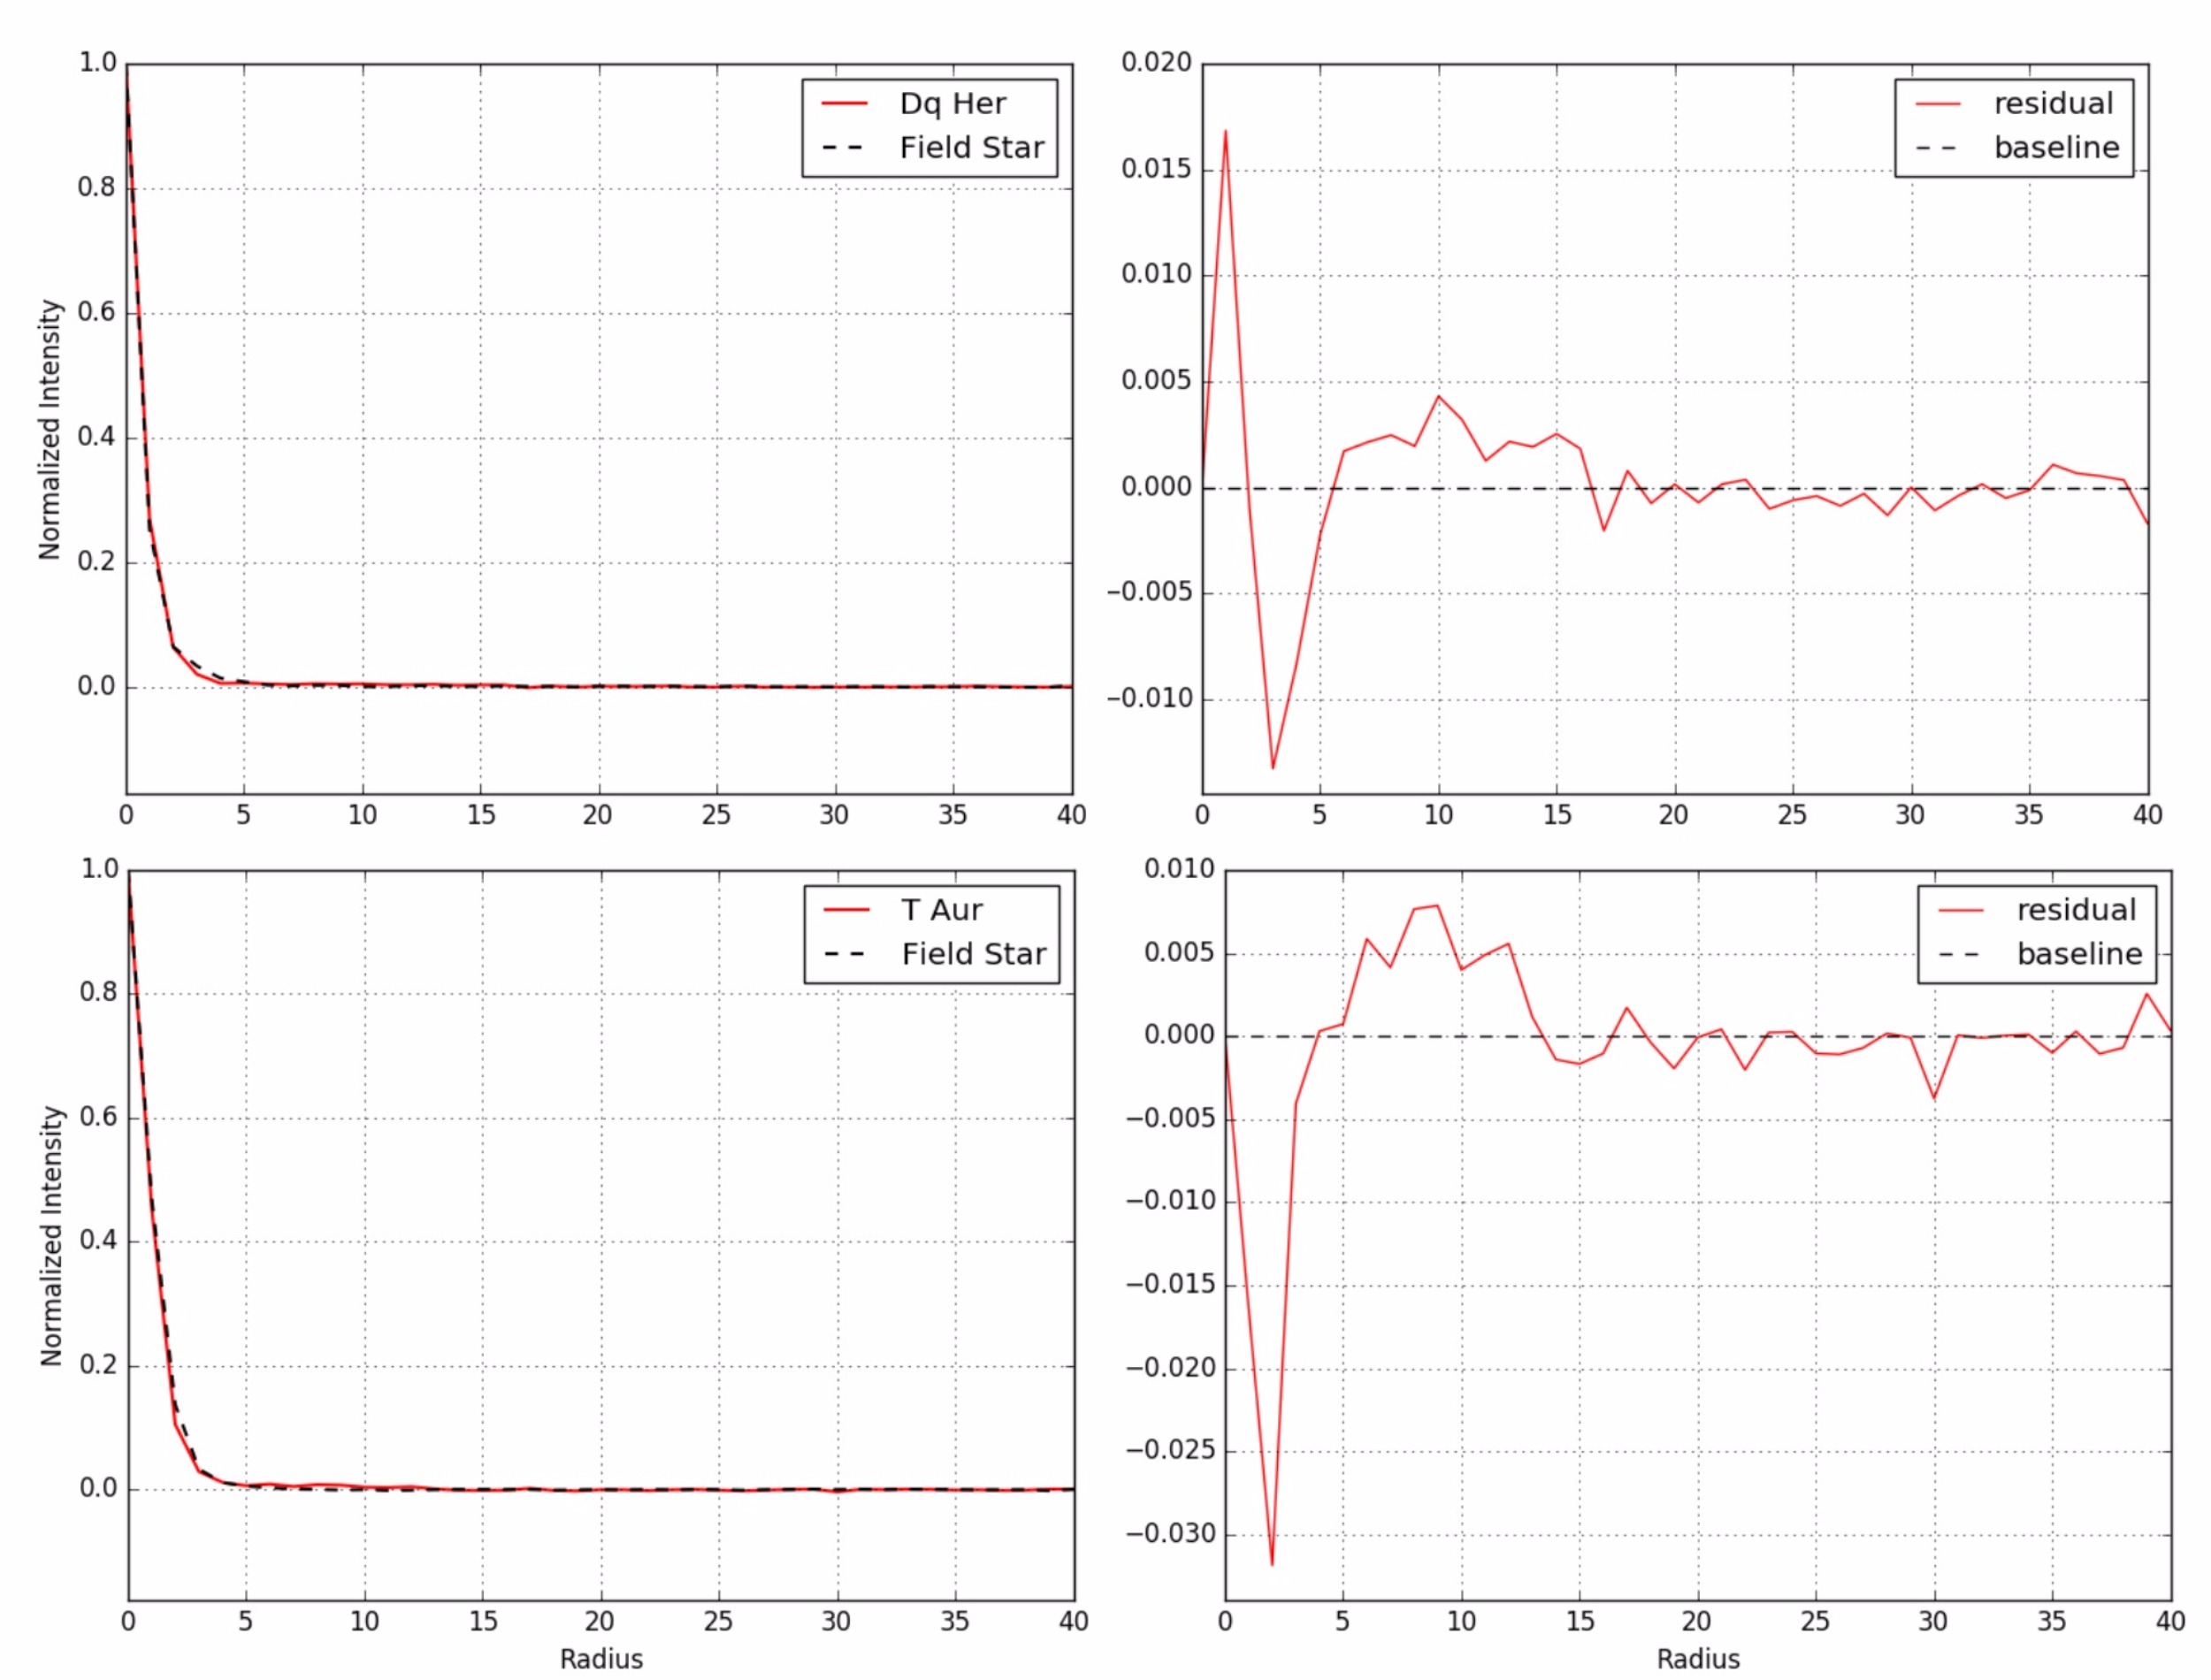 1.0
0.8
0.6
0.4
0.2
0.0
Normalized Intensity
Dq Her
Field Star
0 5 10 15 20 25 30 35 40
0.020
0.015
0.010
0.005
0.000
−0.005
−0.010
residual
baseline
0 5 10 15 20 25 30 35 40
1.0
0.8
0.6
0.4
0.2
0.0
Normalized Intensity
T Aur
Field Star
0 5 10 15 20 25 30 35 40
Radius
0.010
0.005
0.000
−0.005
−0.010
−0.015
−0.020
−0.025
−0.030
residual
baseline
0 5 10 15 20 25 30 35 40
Radius